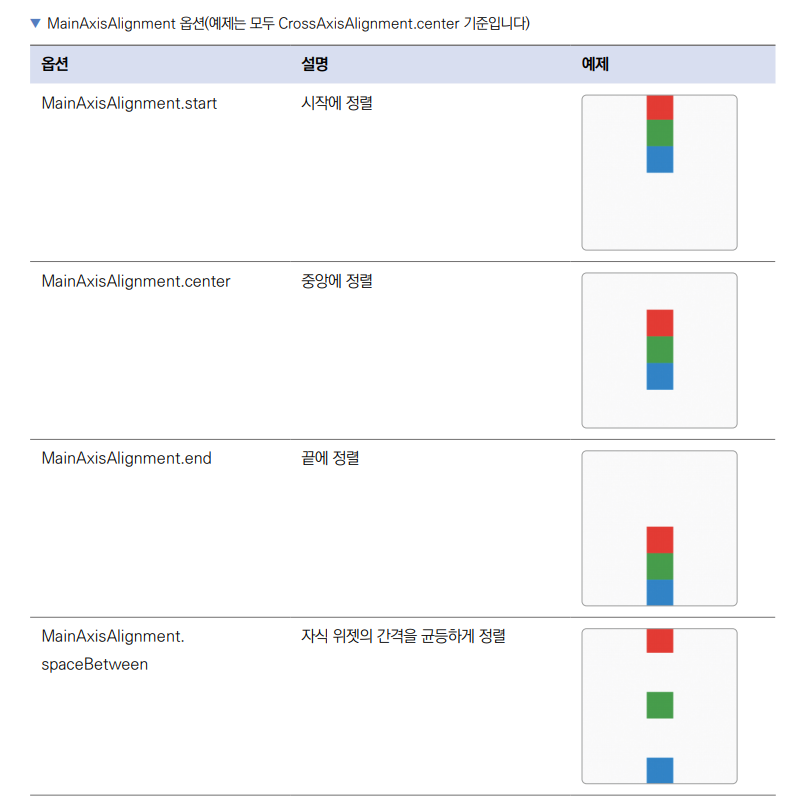 ▼ MainAxisAlignment 옵션(예제는 모두 CrossAxisAlignment.center 기준입니다)
옵션 설명 예제
MainAxisAlignment.start 시작에 정렬
MainAxisAlignment.center 중앙에 정렬
MainAxisAlignment.end 끝에 정렬
MainAxisAlignment. 자식 위젯의 간격을 균등하게 정렬
spaceBetween